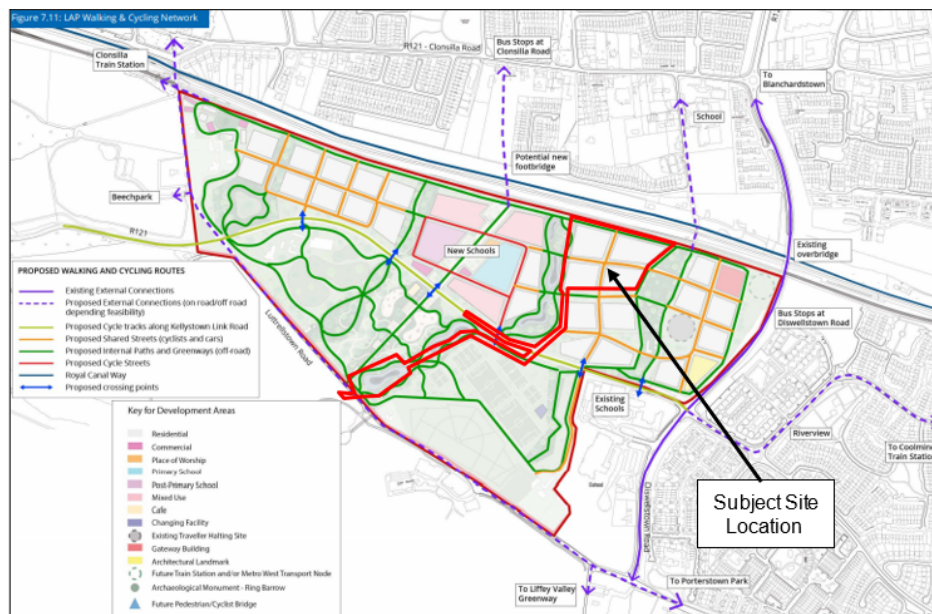 Figure 7.11: LAP Walking & Cycling Network
Clonsilla
Train Station
R121 - Clonsilla Road
Bus Stops at
Clonsilla Road
To
Blanchardstown
School
Potential new
footbridge
Beechpark
R121
New Schools
Existing
overbridge
Bus Stops at
Diswellstown Road
PROPOSED WALKING AND CYCLING ROUTES
Existing External Connections
Proposed External Connections (on road/off road
depending feasibility)
Proposed Cycle tracks along Kellystown Link Road
Proposed Shared Streets (cyclists and cars)
Proposed Internal Paths and Greenways (off-road)
Proposed Cycle Streets
Royal Canal Way
Proposed crossing points
Luttrellstown Road
Existing
Schools
Riverview
To Coolmine
Train Station
School
Diswellstown Road
Subject Site
Location
Key for Development Areas
Residential
Commercial
Place of Worship
Primary School
Post-Primary School
Mixed Use
Cafe
Changing Facility
Existing Traveller Halting Site
Gateway Building
Architectural Landmark
Future Train Station and/or Metro West Transport Node
Archaeological Monument - Ring Barrow
Future Pedestrian/Cyclist Bridge
To Liffey Valley
Greenway
To Porterstown Park